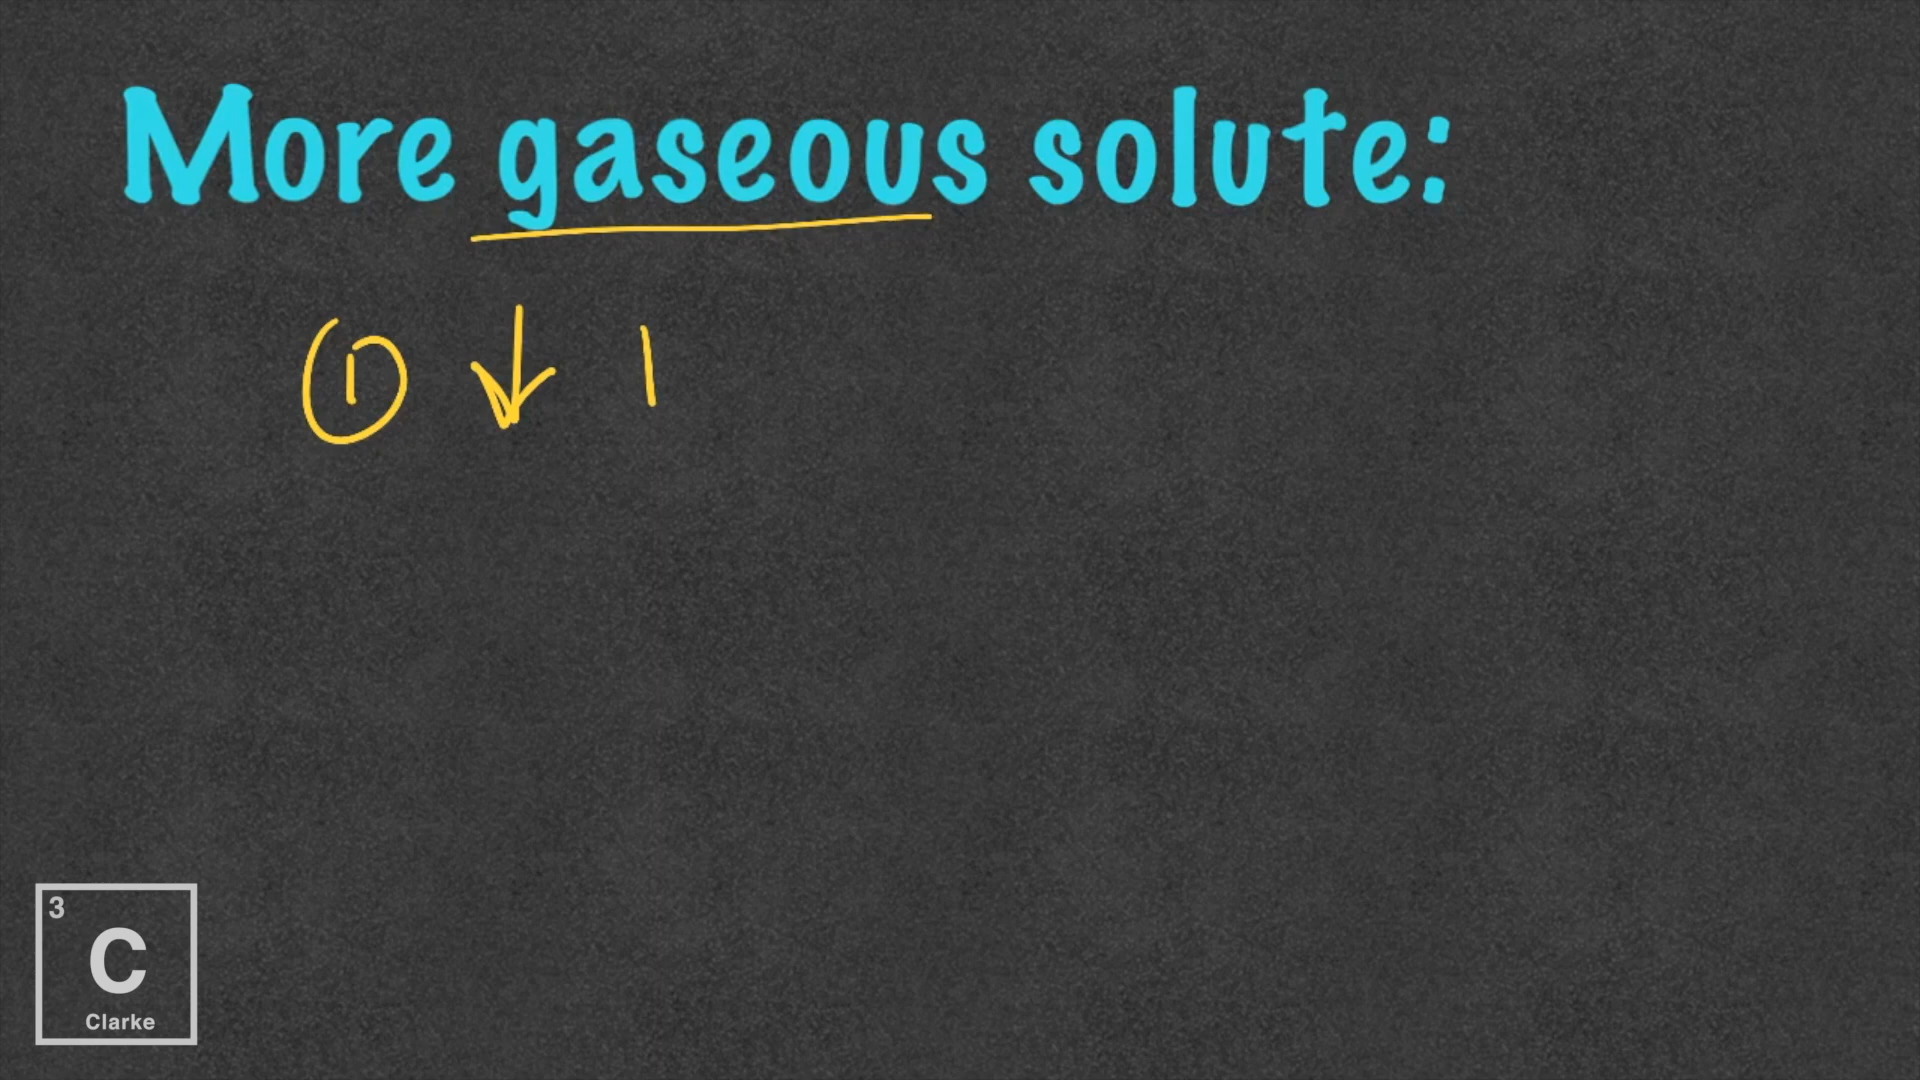 More gaseous solute:
① ↓ I
3
C
Clarke